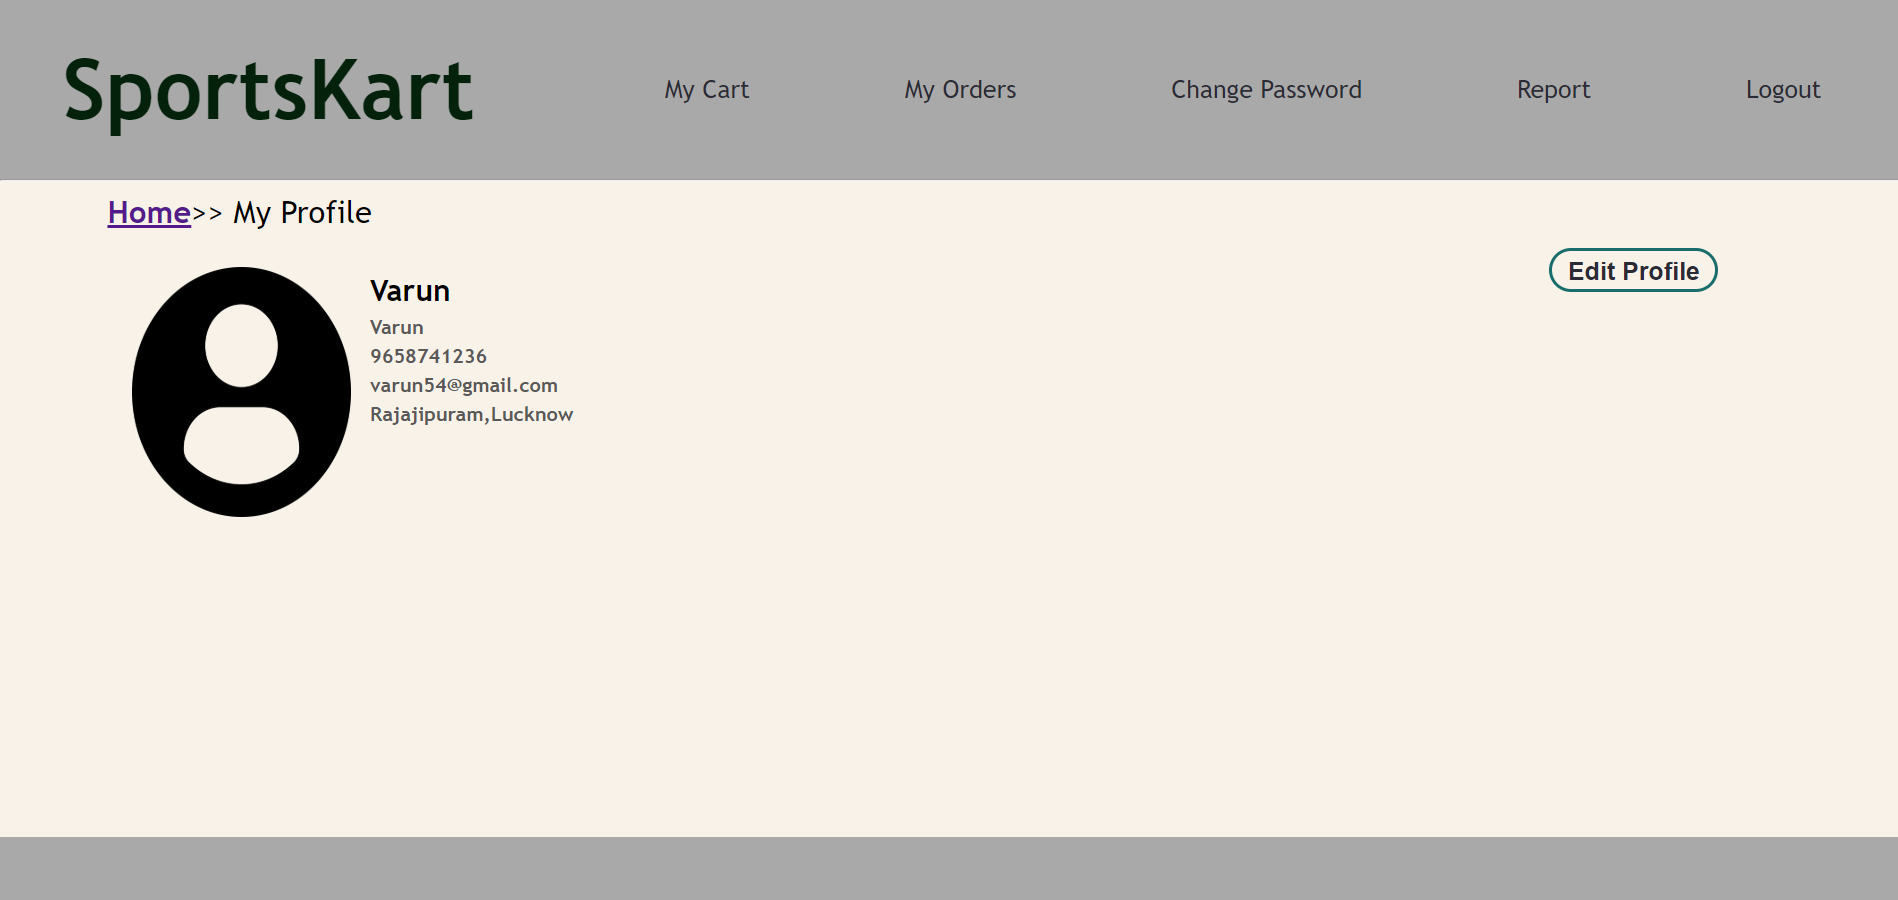 SportsKart
My Cart
My Orders
Change Password
Report
Logout
Home>> My Profile
Edit Profile
Varun
Varun
9658741236
varun54@gmail.com
Rajajipuram,Lucknow